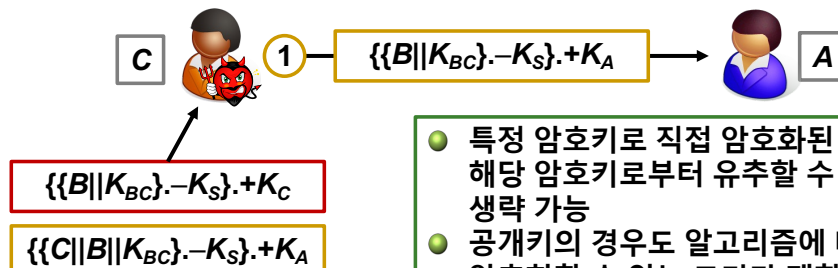 C
1
{{B||K_BC}.–K_S}.+K_A
A
{{B||K_BC}.–K_S}.+K_C
{{C||B||K_BC}.–K_S}.+K_A
특정 암호키로 직접 암호화된
해당 암호키로부터 유추할 수
생략 가능
공개키의 경우도 알고리즘에